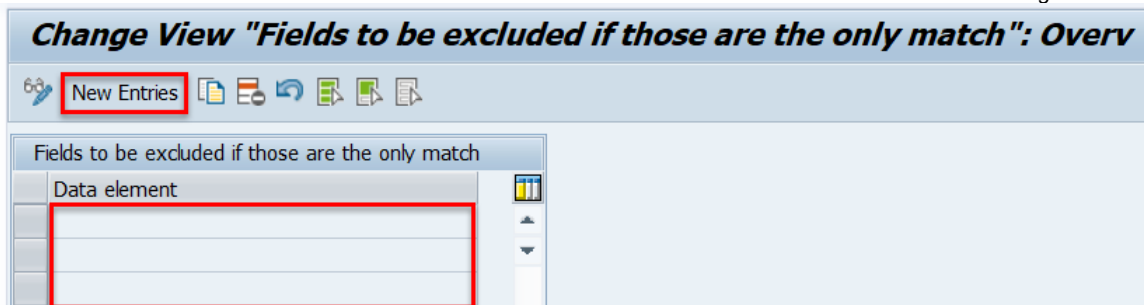 Change View "Fields to be excluded if those are the only match": Overv
New Entries
Fields to be excluded if those are the only match
Data element